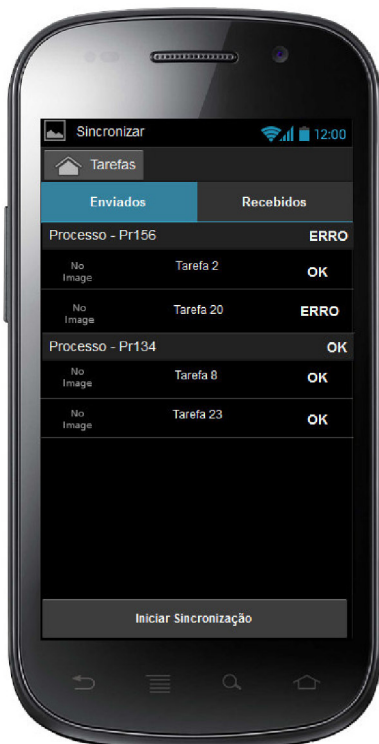 Sincronizar 12:00
Tarefas
Enviados Recebidos
Processo - Pr156 ERRO
No Image Tarefa 2 OK
No Image Tarefa 20 ERRO
Processo - Pr134 OK
No Image Tarefa 8 OK
No Image Tarefa 23 OK
Iniciar Sincronização